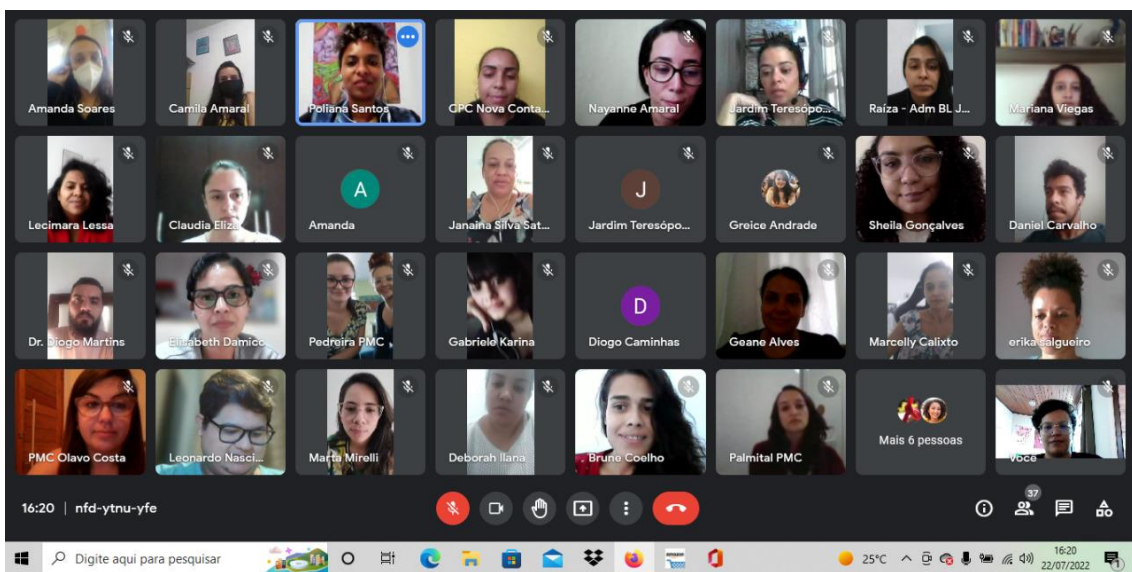 Amanda Soares
Camila Amaral
Poliana Santos
CPC Nova Conta...
Nayanne Amaral
Jardim Teresópo...
Raíza - Adm BL J...
Mariana Viegas
Lecimara Lessa
Claudia Eliza
A
Amanda
Janaina Silva Sat...
J
Jardim Teresópo...
Greice Andrade
Sheila Gonçalves
Daniel Carvalho
Dr. Diogo Martins
Elisabeth Damico
Pedreira PMC
Gabriele Karina
D
Diogo Caminhas
Geane Alves
Marcelly Calixto
erika salgueiro
PMC Olavo Costa
Leonardo Nasci...
Marta Mirelli
Deborah Ilana
Brune Coelho
Palmital PMC
Mais 6 pessoas
Você
16:20 | nfd-ytnu-yfe
37
Digite aqui para pesquisar
25°C
16:20
22/07/2022
1